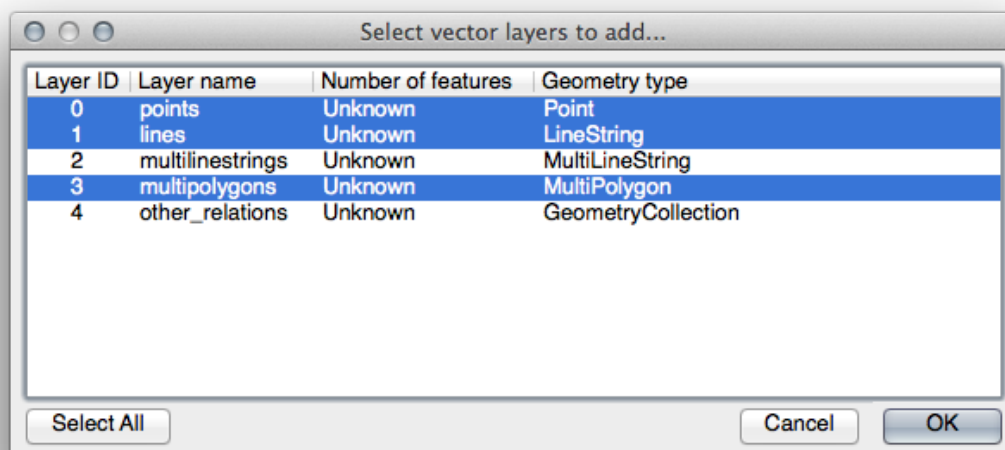 Select vector layers to add...
Layer ID Layer name Number of features Geometry type
0 points Unknown Point
1 lines Unknown LineString
2 multilinestrings Unknown MultiLineString
3 multipolygons Unknown MultiPolygon
4 other_relations Unknown GeometryCollection
Select All Cancel OK